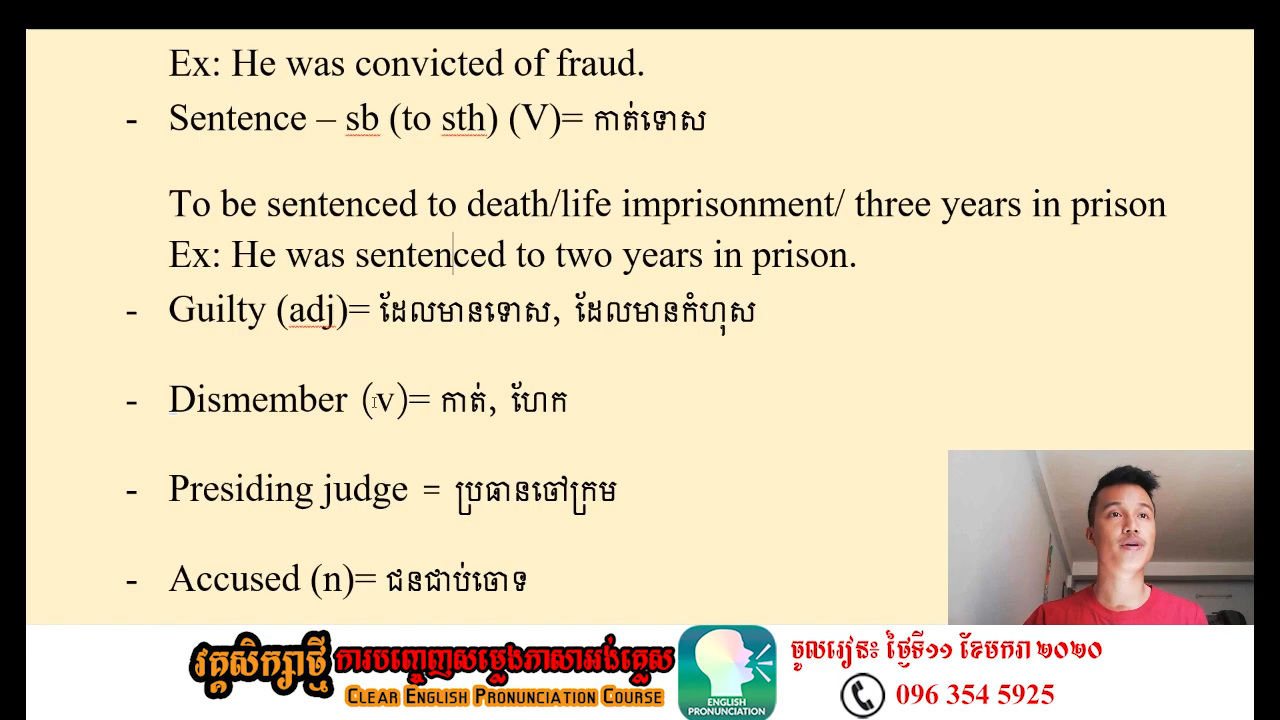 Ex: He was convicted of fraud.
- Sentence – sb (to sth) (V)= កាត់ទោស
To be sentenced to death/life imprisonment/ three years in prison
Ex: He was sentenced to two years in prison.
- Guilty (adj)= ដែលមានទោស, ដែលមានកំហុស
- Dismember (v)= កាត់, ហែក
- Presiding judge = ប្រធានចៅក្រម
- Accused (n)= ជនជាប់ចោទ
វគ្គសិក្សាថ្មី ការបញ្ចេញសម្លេងភាសាអង់គ្លេស
CLEAR ENGLISH PRONUNCIATION COURSE
ENGLISH
PRONUNCIATION
ចូលរៀន៖ ថ្ងៃទី១១ ខែមករា ២០២០
096 354 5925